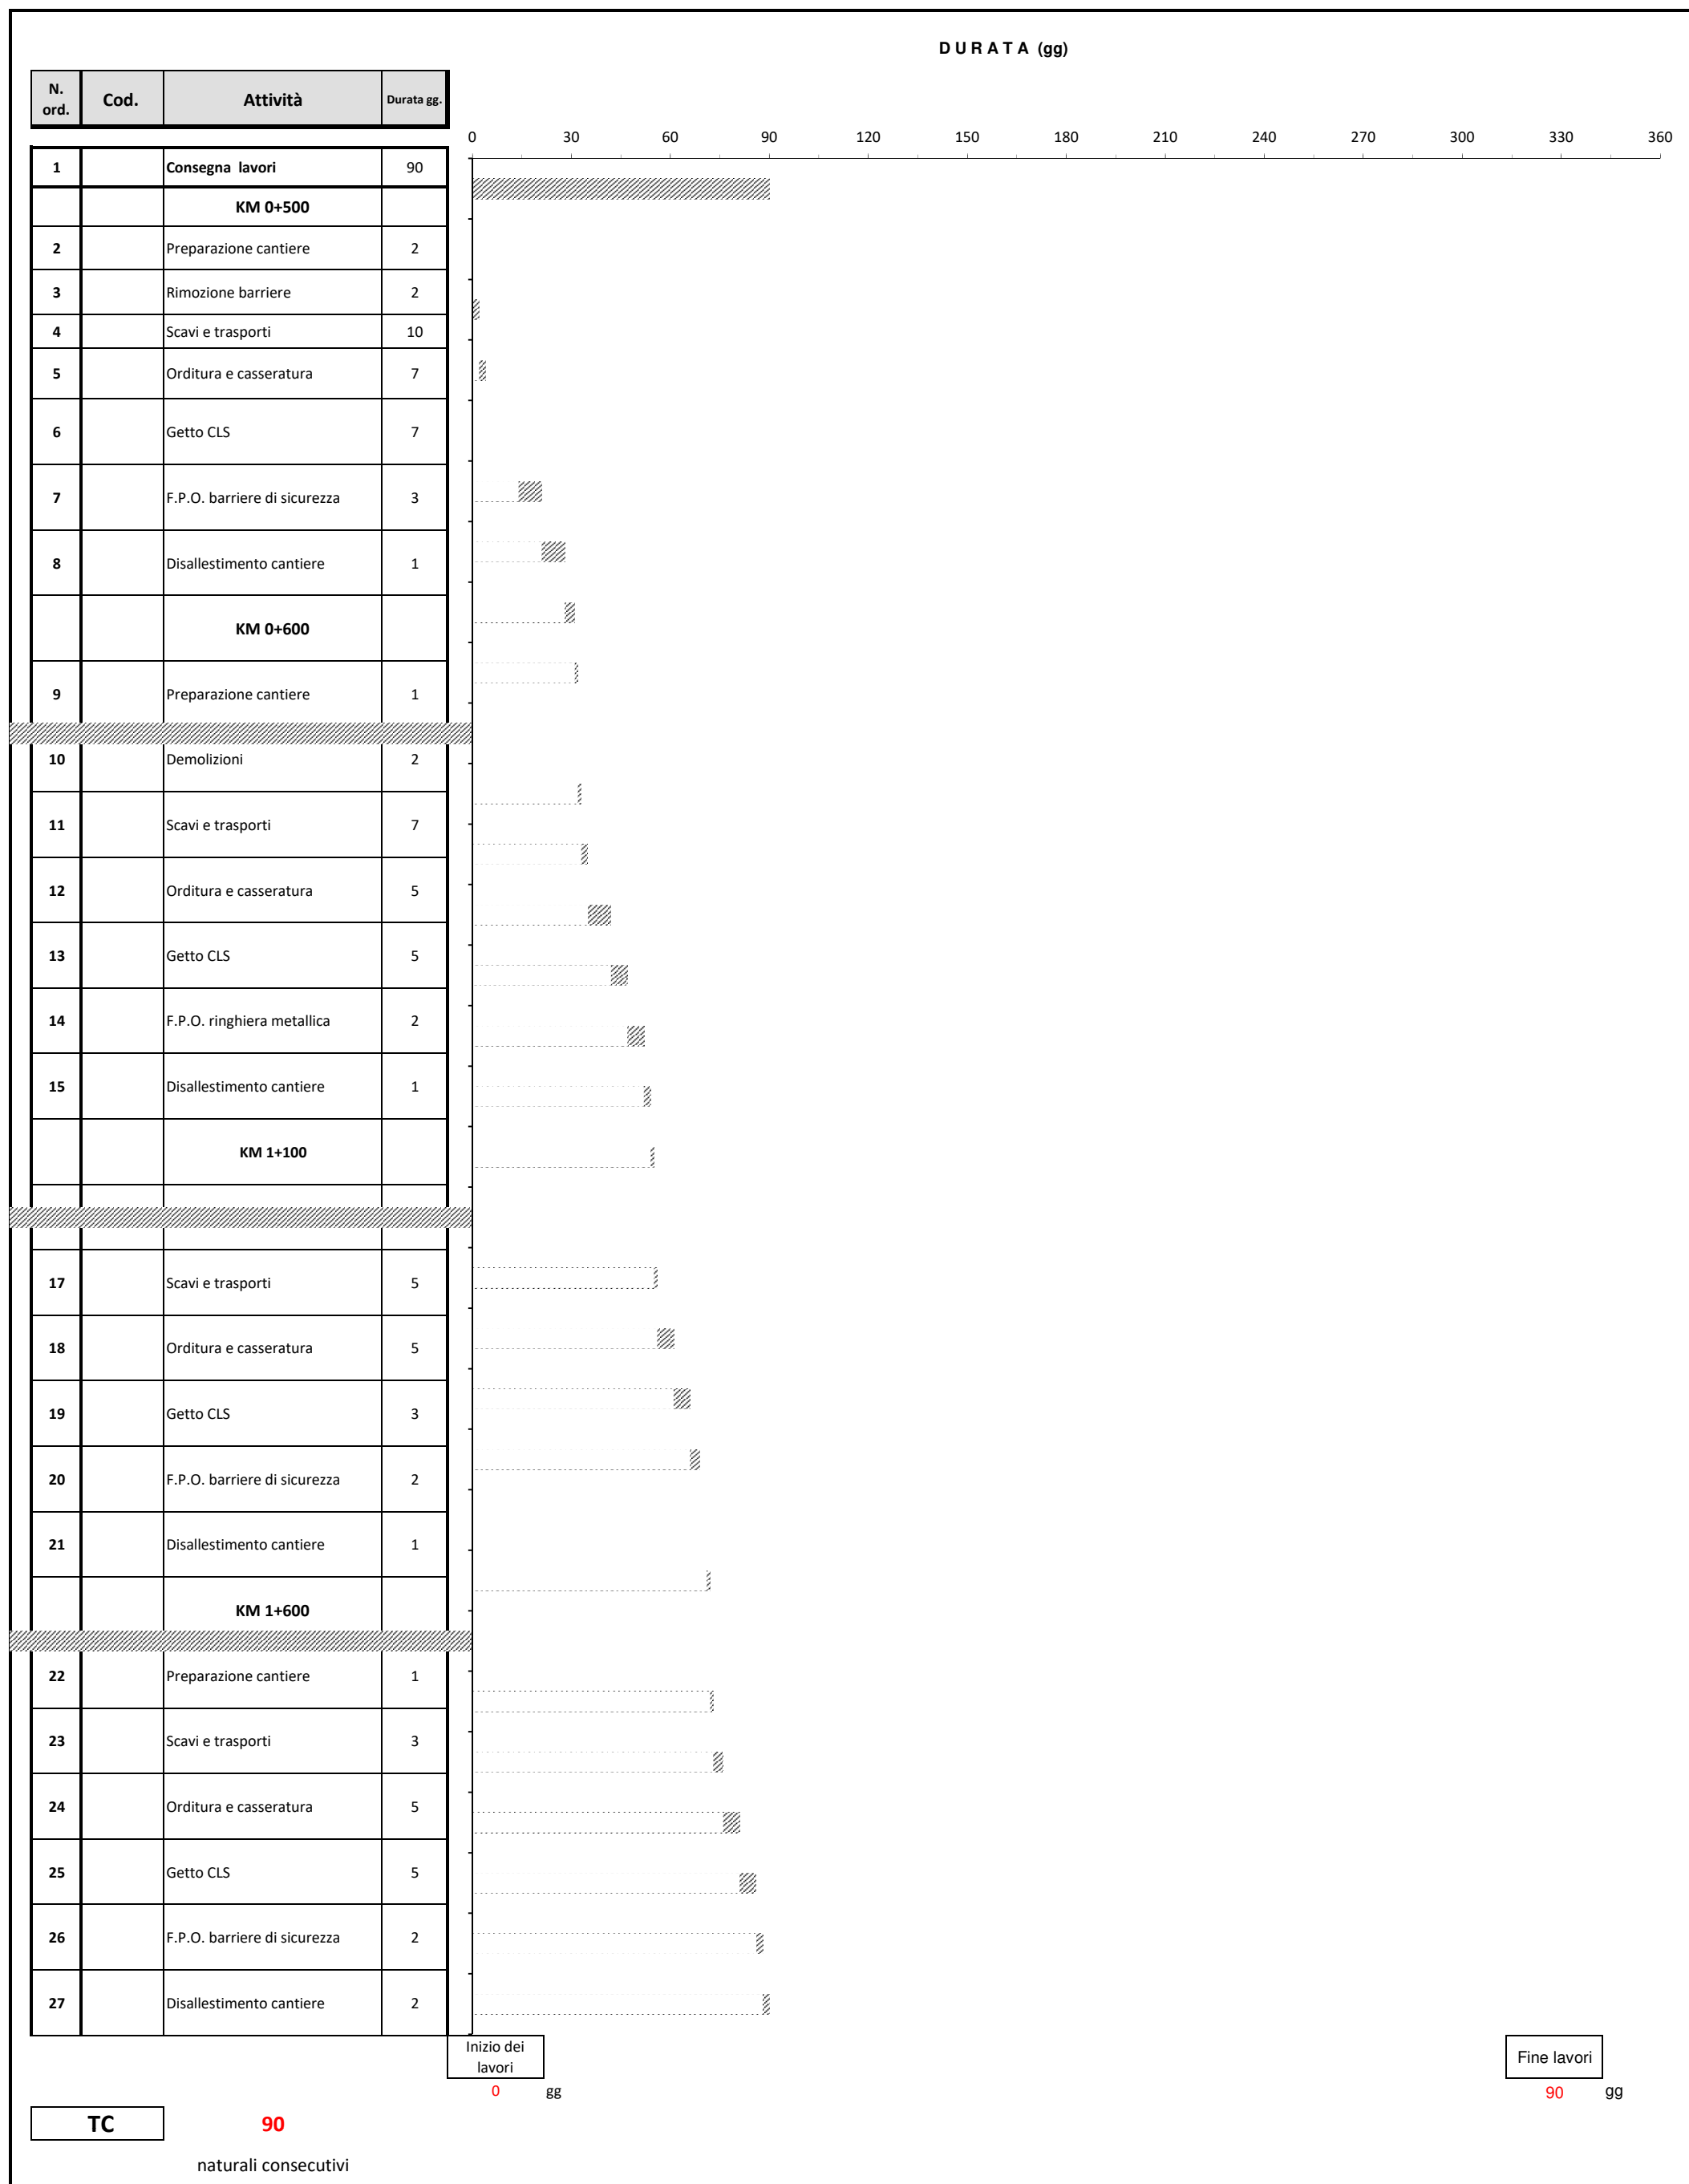 D U R A T A (gg)
N. ord. Cod. Attività Durata gg.
0 30 60 90 120 150 180 210 240 270 300 330 360
1 Consegna lavori 90
KM 0+500
2 Preparazione cantiere 2
3 Rimozione barriere 2
4 Scavi e trasporti 10
5 Orditura e casseratura 7
6 Getto CLS 7
7 F.P.O. barriere di sicurezza 3
8 Disallestimento cantiere 1
KM 0+600
9 Preparazione cantiere 1
10 Demolizioni 2
11 Scavi e trasporti 7
12 Orditura e casseratura 5
13 Getto CLS 5
14 F.P.O. ringhiera metallica 2
15 Disallestimento cantiere 1
KM 1+100
17 Scavi e trasporti 5
18 Orditura e casseratura 5
19 Getto CLS 3
20 F.P.O. barriere di sicurezza 2
21 Disallestimento cantiere 1
KM 1+600
22 Preparazione cantiere 1
23 Scavi e trasporti 3
24 Orditura e casseratura 5
25 Getto CLS 5
26 F.P.O. barriere di sicurezza 2
27 Disallestimento cantiere 2
Inizio dei
lavori
0 gg
Fine lavori
90 gg
TC 90
naturali consecutivi